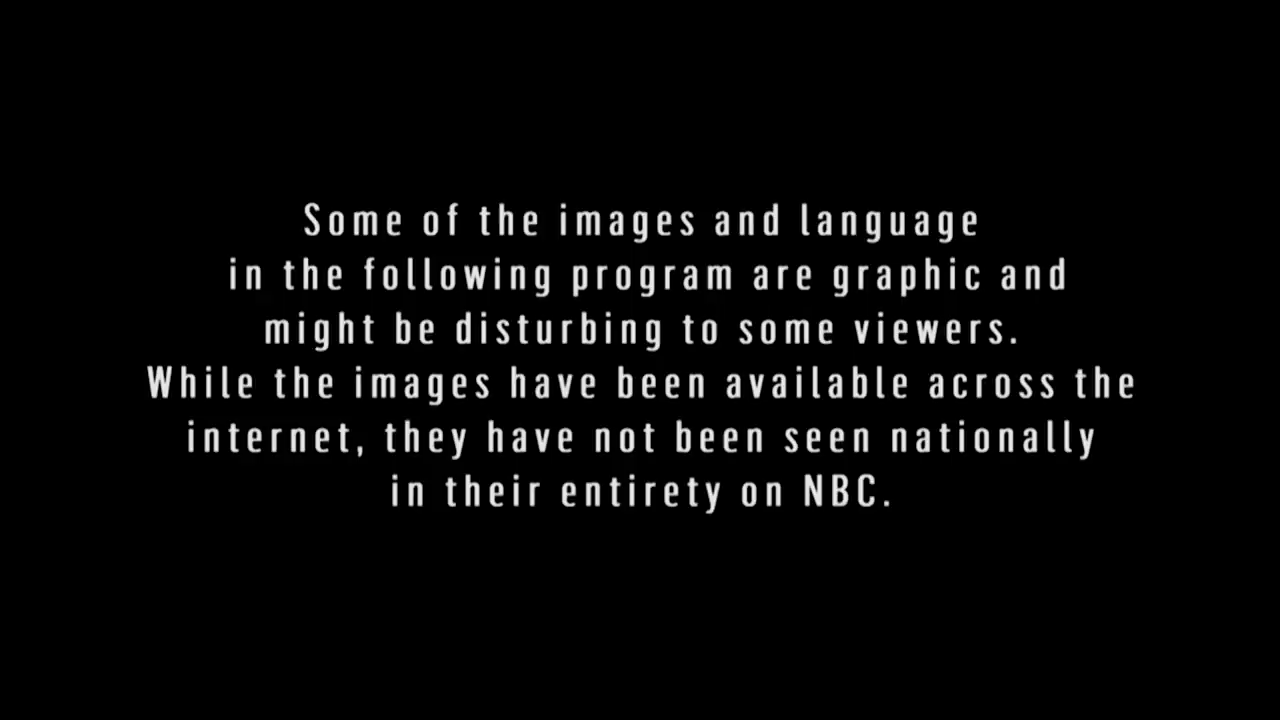 Some of the images and language
in the following program are graphic and
might be disturbing to some viewers.
While the images have been available across the
internet, they have not been seen nationally
in their entirety on NBC.